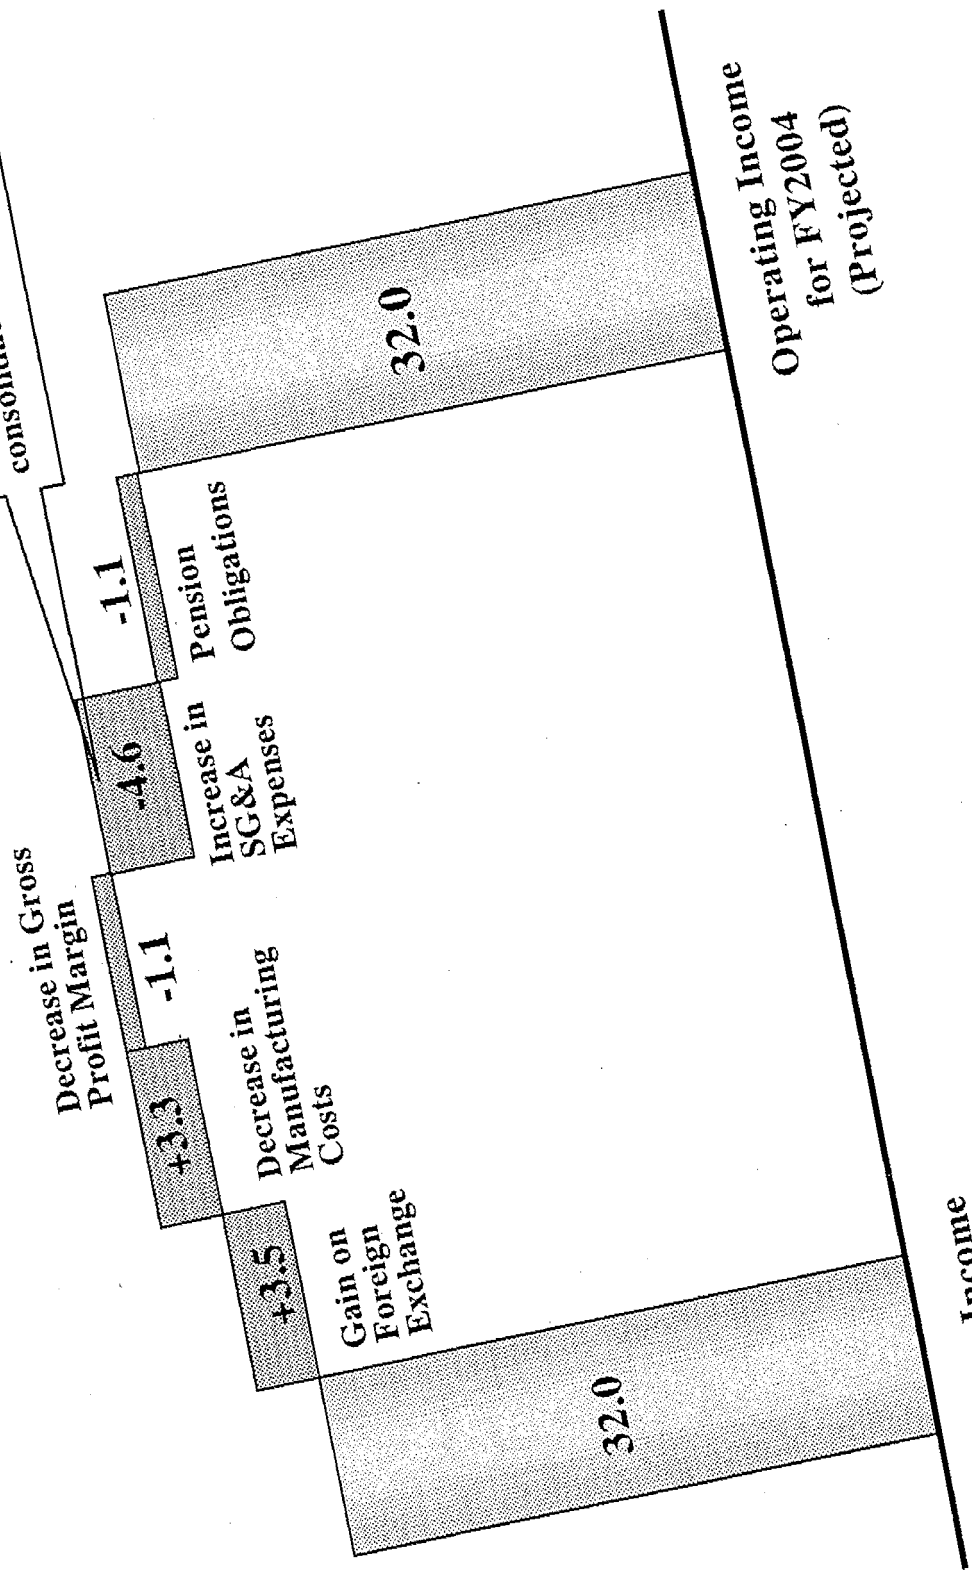 consolidat
Decrease in Gross
Profit Margin
-1.1
-4.6
-1.1
+3.3
+3.5
Increase in
SG&A
Expenses
Pension
Obligations
Decrease in
Manufacturing
Costs
Gain on
Foreign
Exchange
32.0
32.0
Operating Income
for FY2004
(Projected)
Income